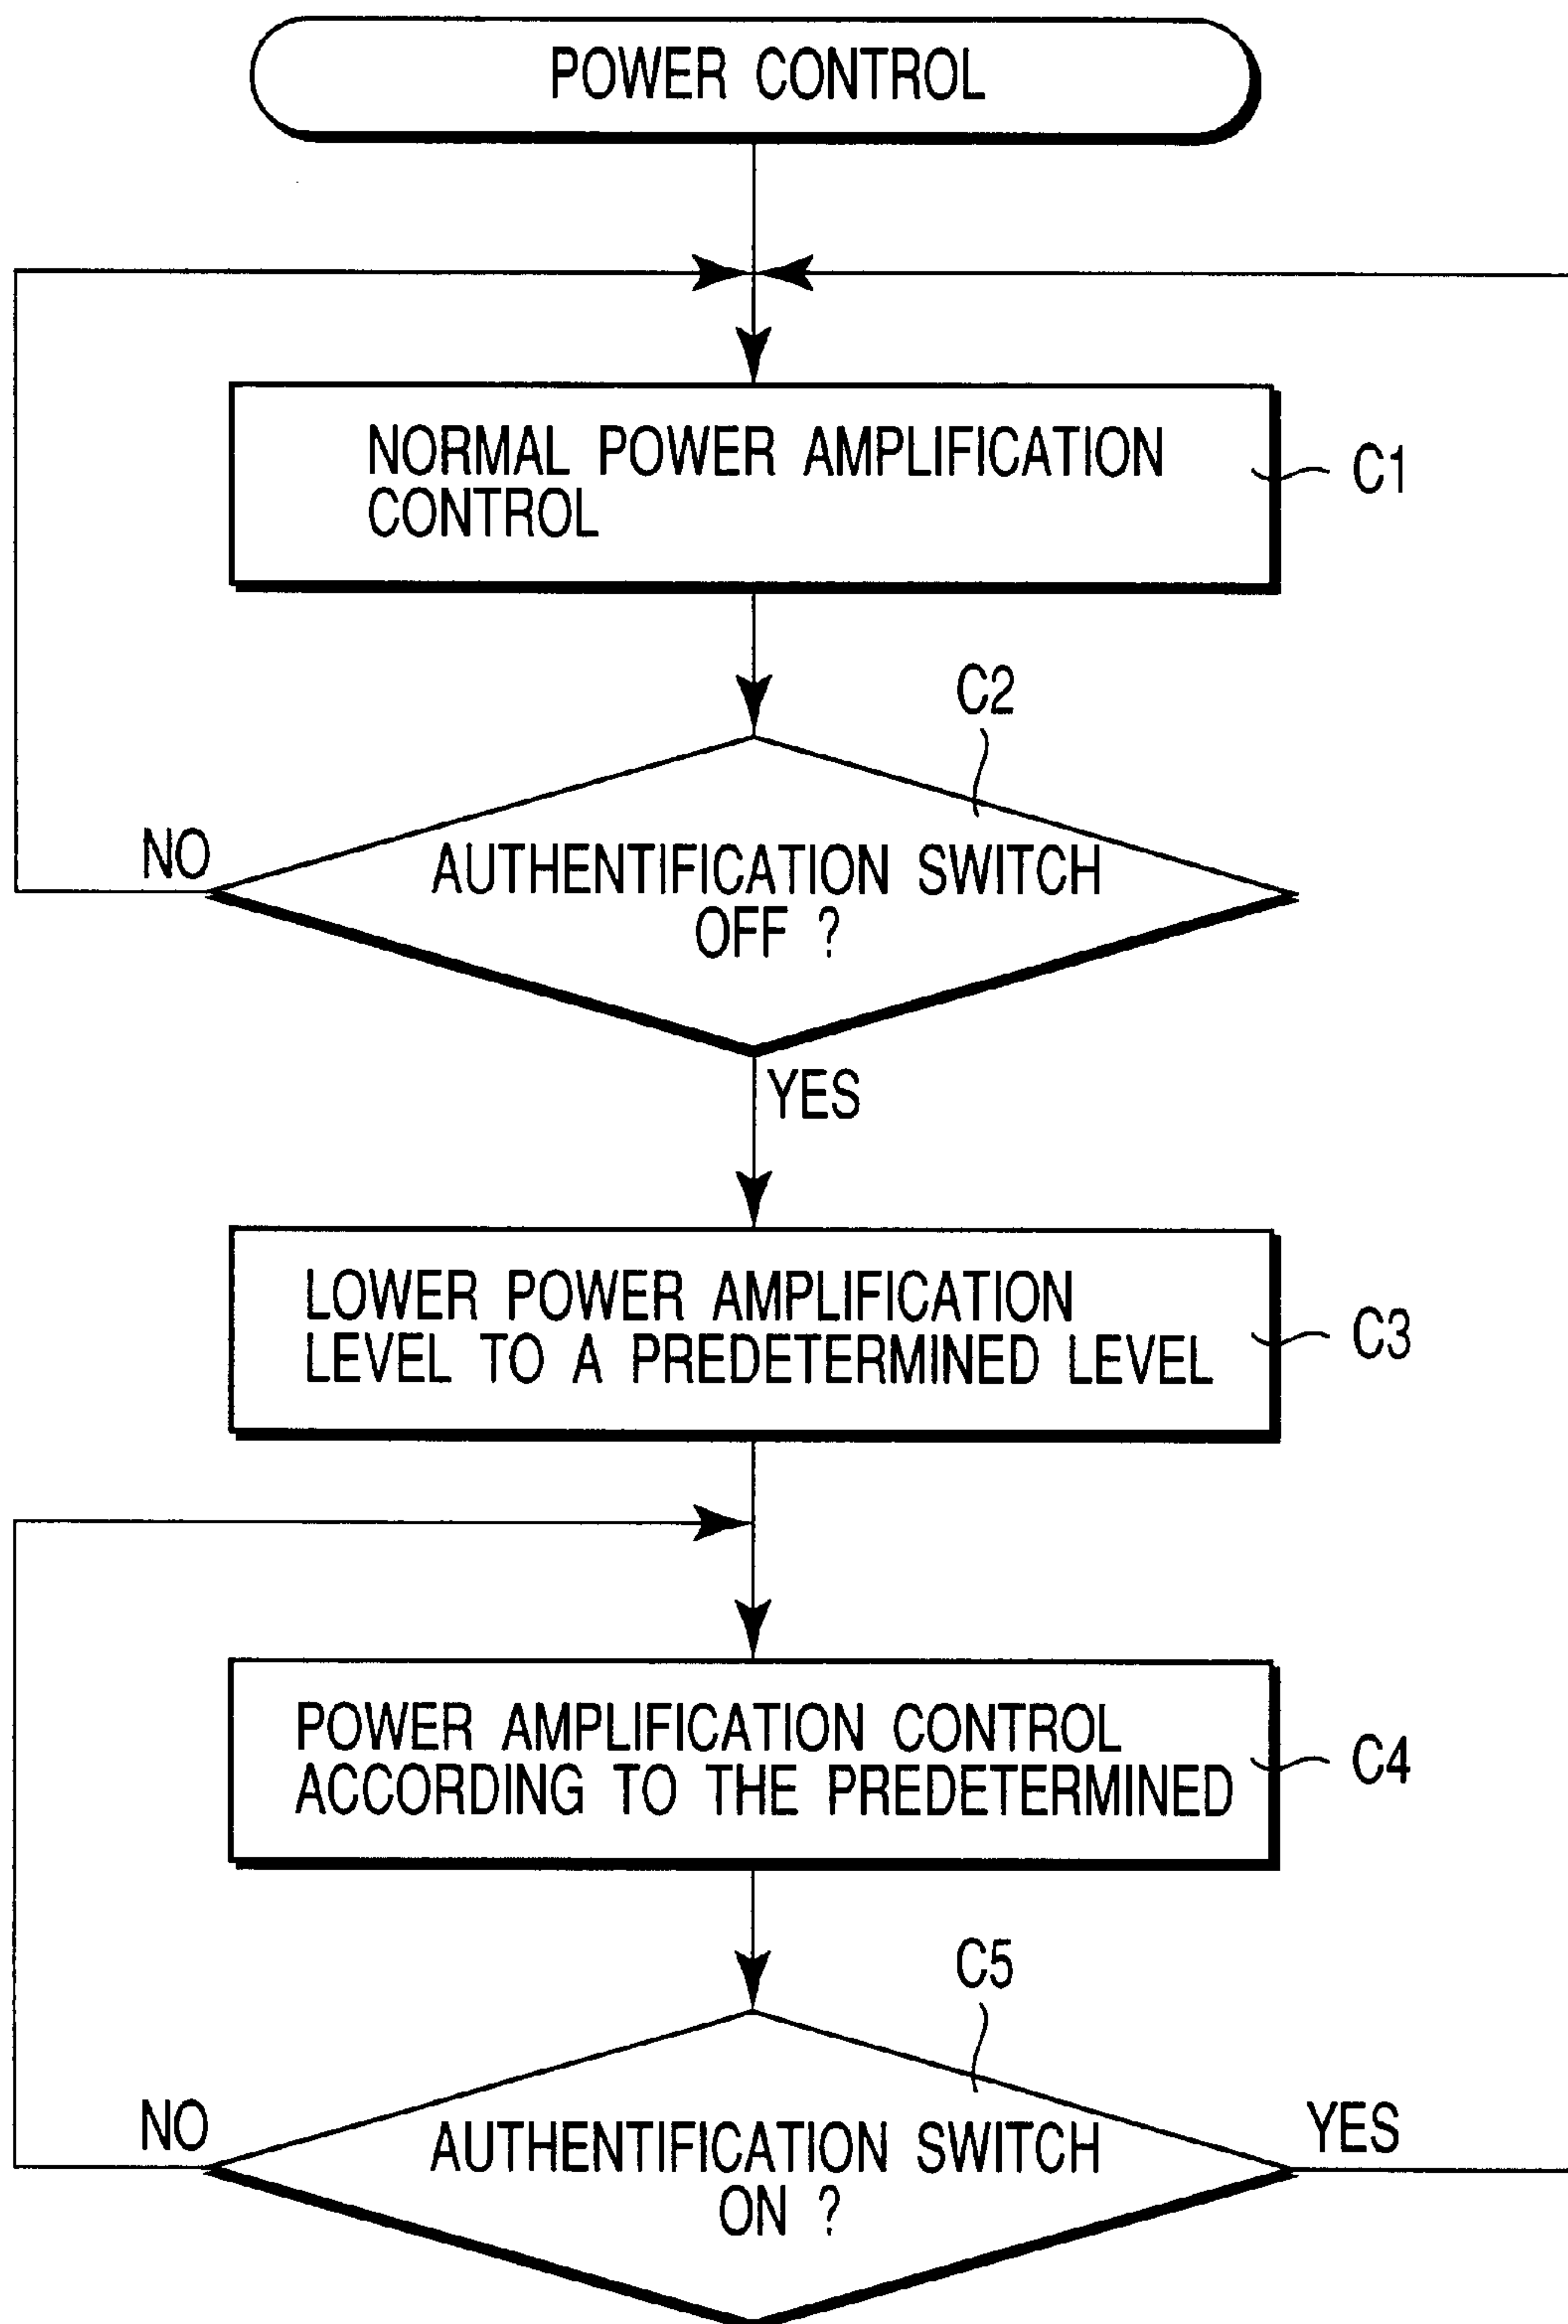 POWER CONTROL
NORMAL POWER AMPLIFICATION
CONTROL
C1
C2
NO
AUTHENTIFICATION SWITCH
OFF ?
YES
LOWER POWER AMPLIFICATION
LEVEL TO A PREDETERMINED LEVEL
C3
POWER AMPLIFICATION CONTROL
ACCORDING TO THE PREDETERMINED
C4
C5
NO
AUTHENTIFICATION SWITCH
ON ?
YES